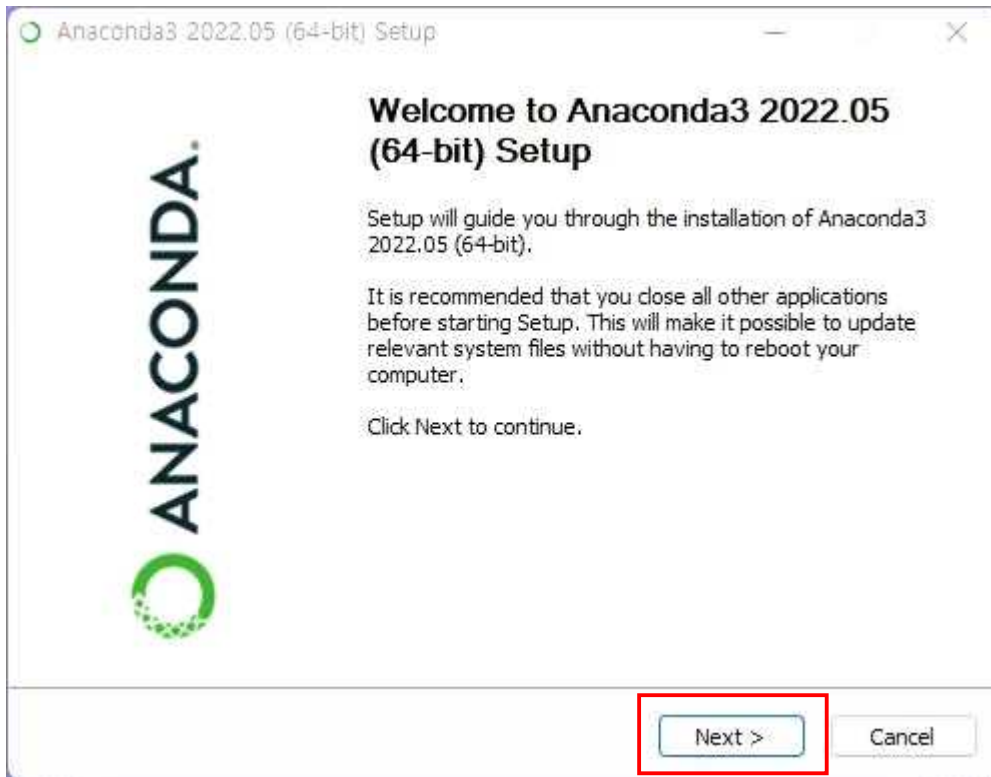 Anaconda3 2022.05 (64-bit) Setup
Welcome to Anaconda3 2022.05
(64-bit) Setup
ANACONDA.
Setup will guide you through the installation of Anaconda3
2022.05 (64-bit).
It is recommended that you close all other applications
before starting Setup. This will make it possible to update
relevant system files without having to reboot your
computer.
Click Next to continue.
Next >
Cancel